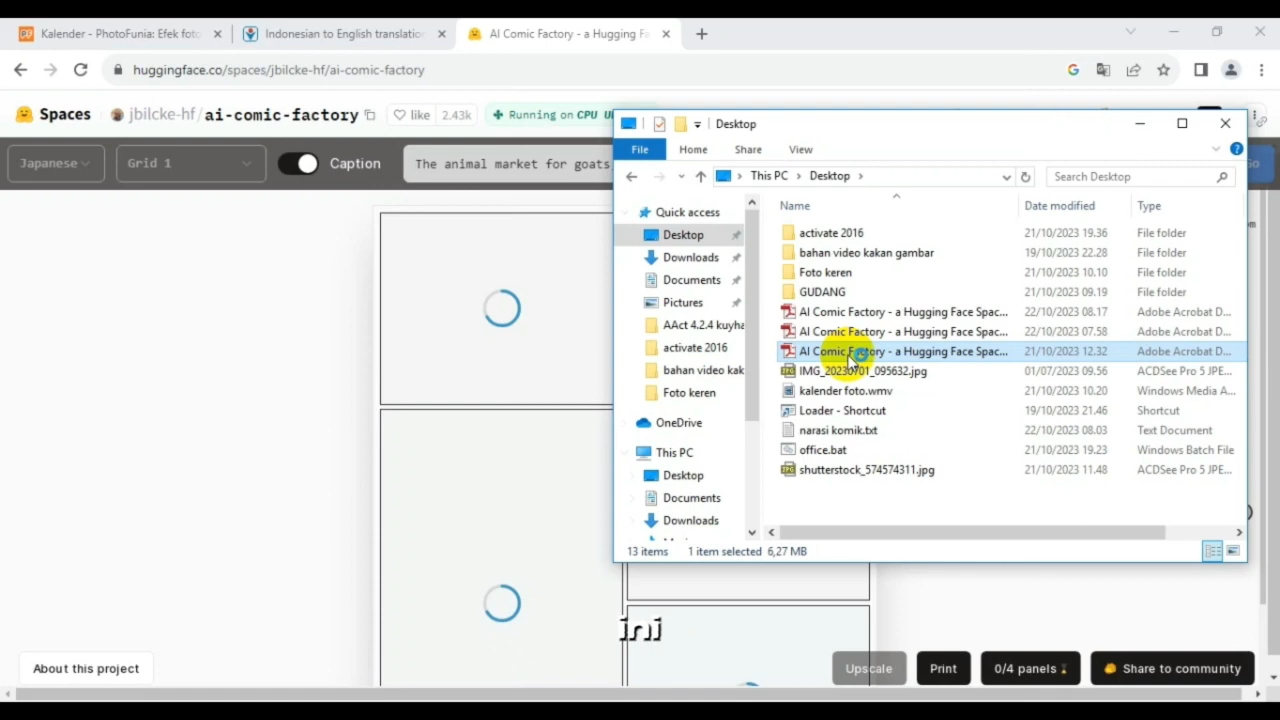 Kalender - PhotoFunia: Efek foto
Indonesian to English translation
AI Comic Factory - a Hugging Fa
huggingface.co/spaces/jbilcke-hf/ai-comic-factory
Spaces
jbilcke-hf/ai-comic-factory
like 2.43k
Running on CPU U
Japanese
Grid 1
Caption
The animal market for goats
Desktop
File
Home
Share
View
This PC
Desktop
Search Desktop
Quick access
Desktop
Downloads
Documents
Pictures
AAct 4.2.4 kuyha
activate 2016
bahan video kak
Foto keren
OneDrive
This PC
Desktop
Documents
Downloads
Name Date modified Type
activate 2016 21/10/2023 19.36 File folder
bahan video kakan gambar 19/10/2023 22.28 File folder
Foto keren 21/10/2023 10.10 File folder
GUDANG 21/10/2023 09.19 File folder
AI Comic Factory - a Hugging Face Spac... 22/10/2023 08.17 Adobe Acrobat D...
AI Comic Factory - a Hugging Face Spac... 22/10/2023 07.58 Adobe Acrobat D...
AI Comic Factory - a Hugging Face Spac... 21/10/2023 12.32 Adobe Acrobat D...
IMG_20230701_095632.jpg 01/07/2023 09.56 ACDSee Pro 5 JPE...
kalender foto.wmv 21/10/2023 10.20 Windows Media A...
Loader - Shortcut 19/10/2023 21.46 Shortcut
narasi komik.txt 22/10/2023 08.03 Text Document
office.bat 21/10/2023 19.23 Windows Batch File
shutterstock_574574311.jpg 21/10/2023 11.48 ACDSee Pro 5 JPE...
13 items 1 item selected 6,27 MB
ini
About this project
Upscale
Print
0/4 panels
Share to community